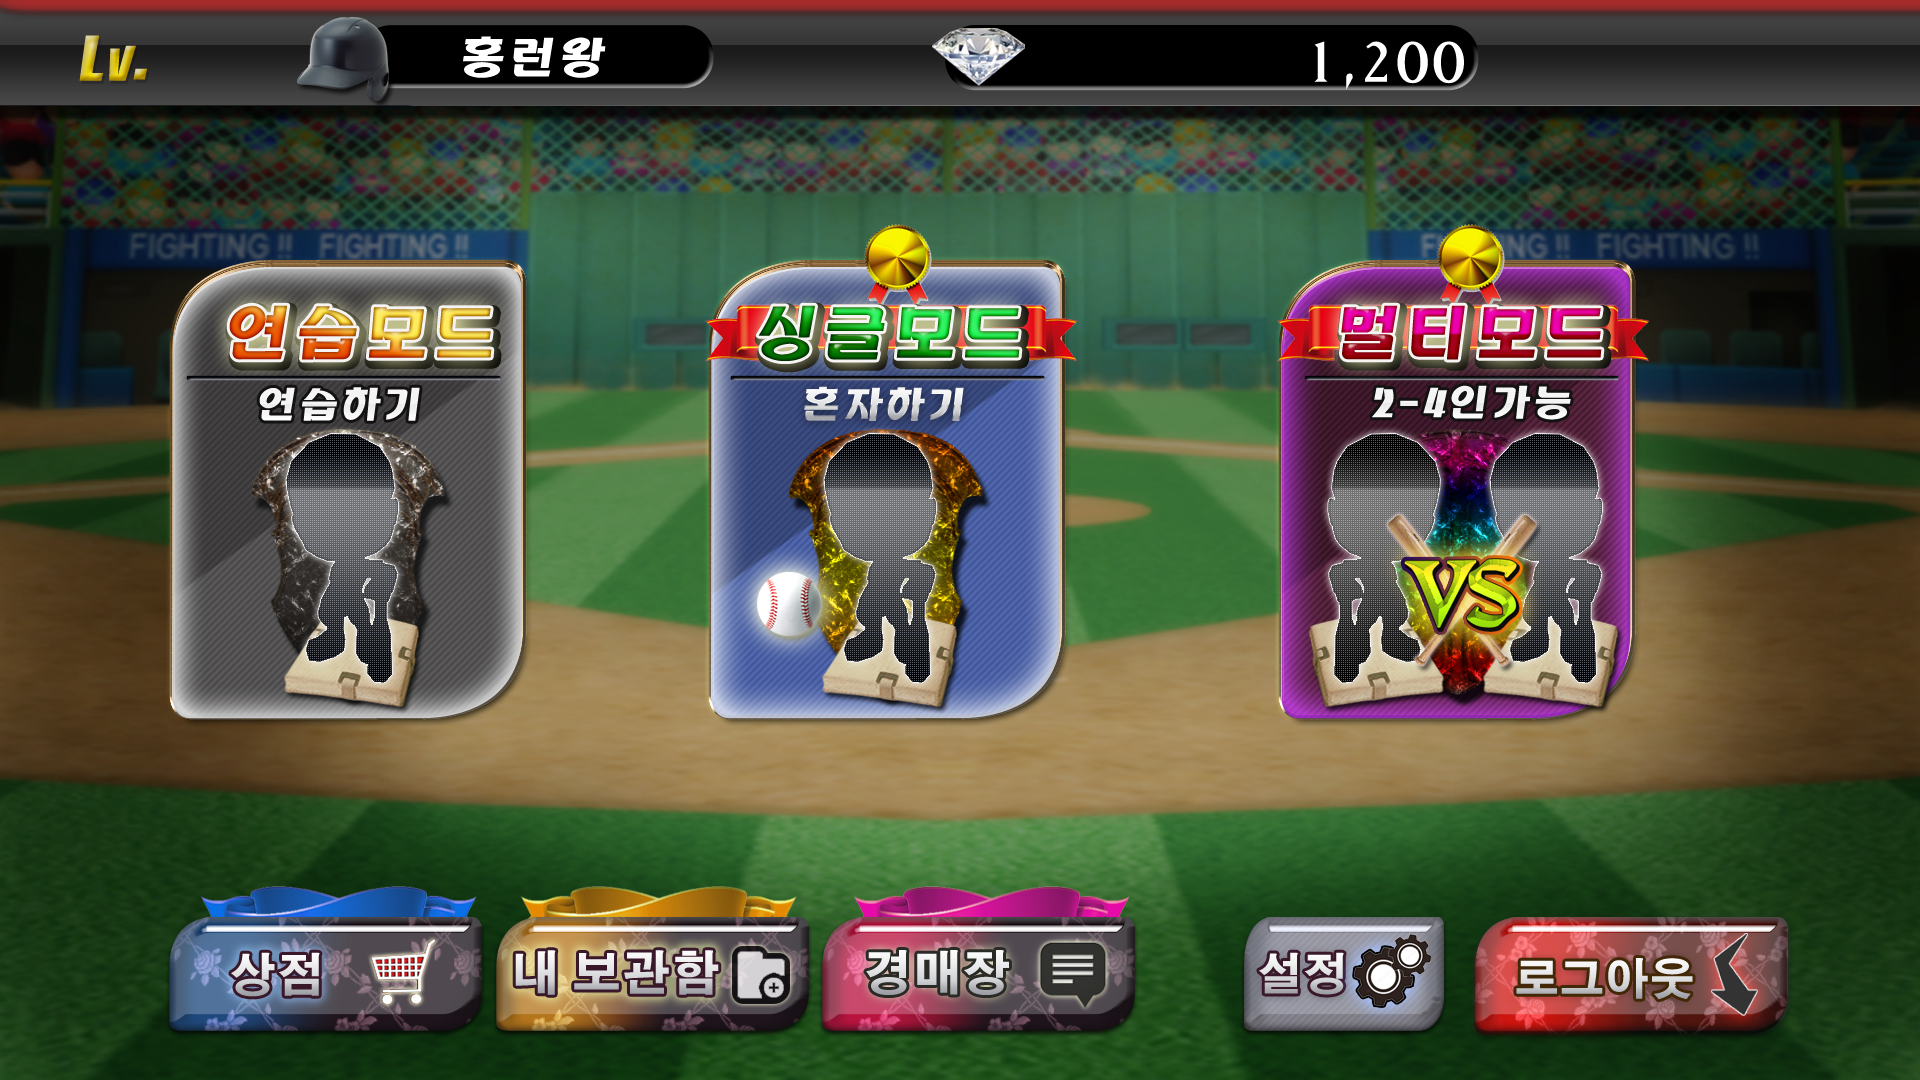 Lv.
홍런왕
1,200
FIGHTING !! FIGHTING !!
FIGHTING !! FIGHTING !!
연습모드
연습하기
싱글모드
혼자하기
멀티모드
2-4인가능
VS
상점
내 보관함
경매장
설정
로그아웃